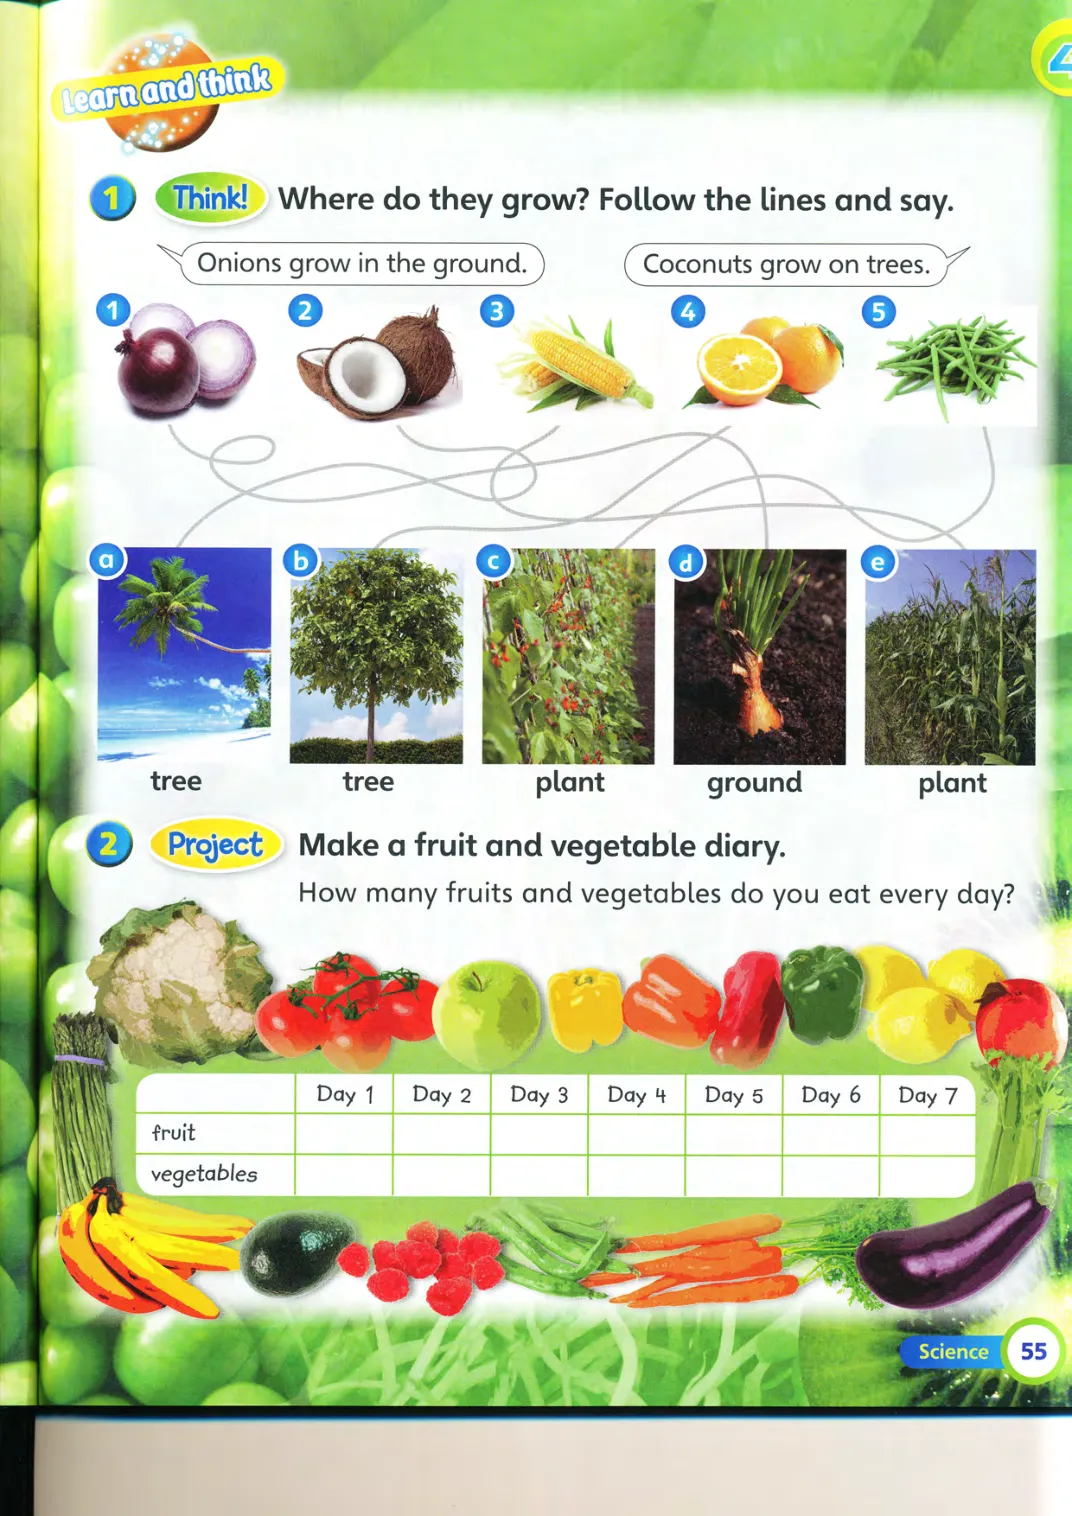 Learn and think
4
1 Think! Where do they grow? Follow the lines and say.
Onions grow in the ground.
Coconuts grow on trees.
1 2 3 4 5
a b c d e
tree tree plant ground plant
2 Project Make a fruit and vegetable diary.
How many fruits and vegetables do you eat every day?
Day 1 Day 2 Day 3 Day 4 Day 5 Day 6 Day 7
fruit
vegetables
Science 55